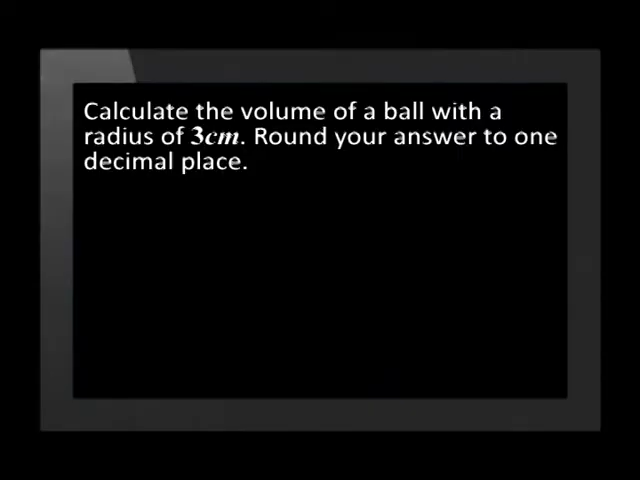 Calculate the volume of a ball with a
radius of 3cm. Round your answer to one
decimal place.